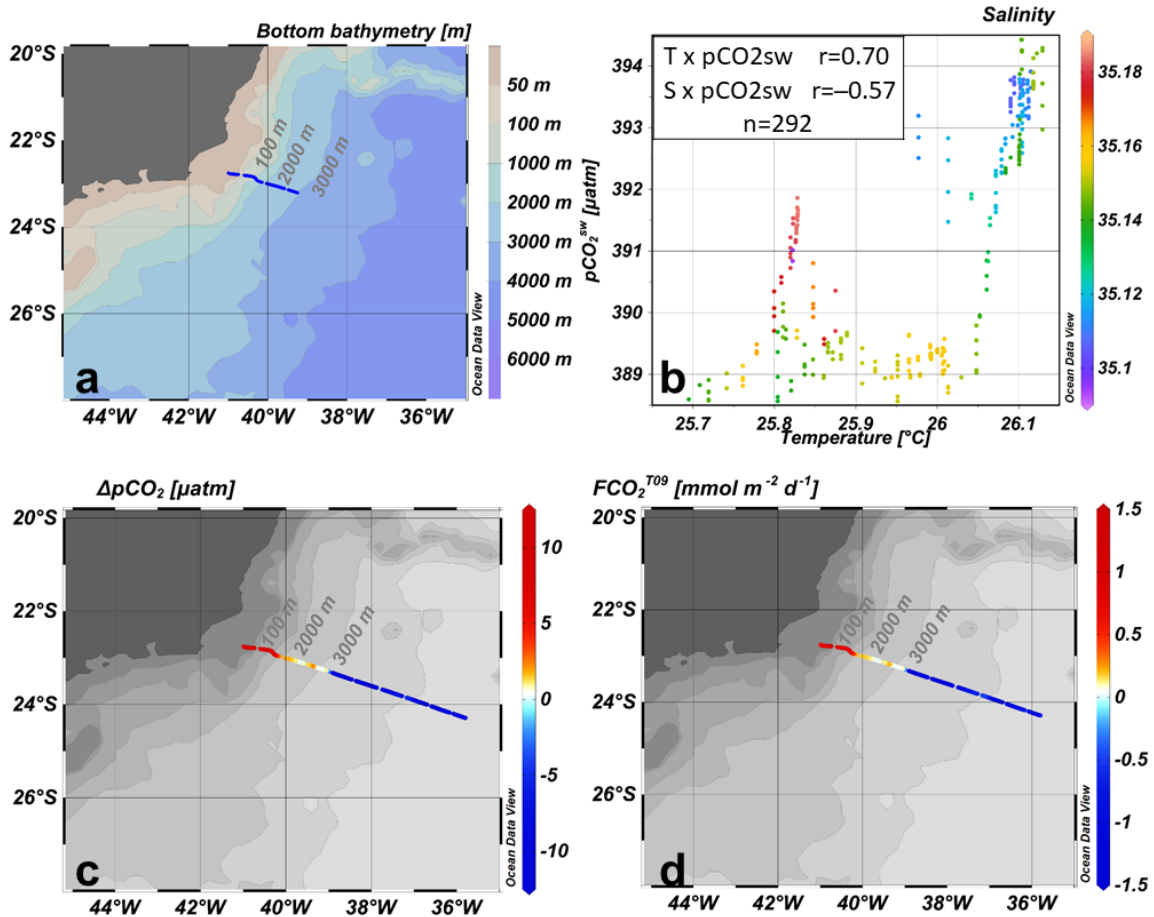 Bottom bathymetry [m]
20°S
22°S
24°S
26°S
44°W 42°W 40°W 38°W 36°W
100 m
2000 m
3000 m
50 m
100 m
1000 m
2000 m
3000 m
4000 m
5000 m
6000 m
Ocean Data View
a
Salinity
T x pCO2sw r=0.70
S x pCO2sw r=−0.57
n=292
pCO₂ˢʷ [µatm]
394
393
392
391
390
389
25.7 25.8 25.9 26 26.1
Temperature [°C]
35.18
35.16
35.14
35.12
35.1
Ocean Data View
b
ΔpCO₂ [µatm]
20°S
22°S
24°S
26°S
44°W 42°W 40°W 38°W 36°W
100 m
2000 m
3000 m
10
5
0
-5
-10
Ocean Data View
c
FCO₂ᵀ⁰⁹ [mmol m⁻² d⁻¹]
20°S
22°S
24°S
26°S
44°W 42°W 40°W 38°W 36°W
100 m
2000 m
3000 m
1.5
1
0.5
0
-0.5
-1
-1.5
Ocean Data View
d